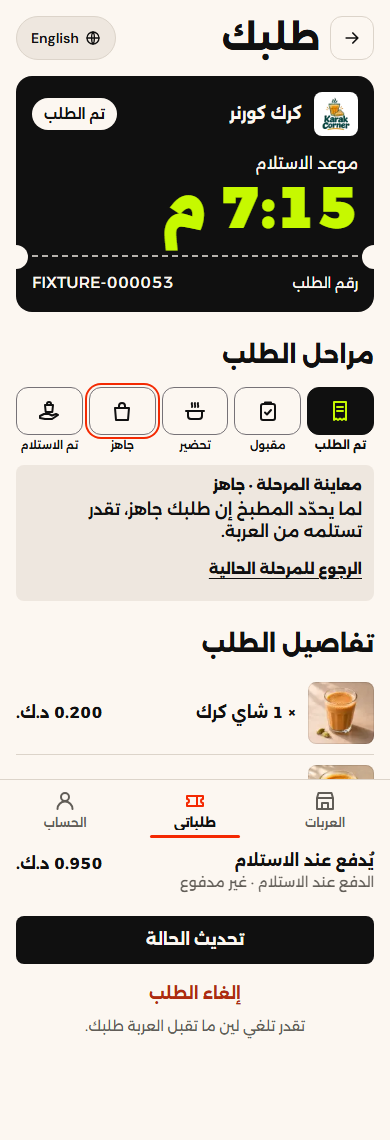 طلبك
English
كرك كورنر
Karak Corner
تم الطلب
موعد الاستلام
7:15 م
رقم الطلب
FIXTURE-000053
مراحل الطلب
تم الطلب
مقبول
تحضير
جاهز
تم الاستلام
معاينة المرحلة · جاهز
لما يحدّد المطبخ إن طلبك جاهز، تقدر
تستلمه من العربة.
الرجوع للمرحلة الحالية
تفاصيل الطلب
× 1 شاي كرك
0.200 د.ك.
العربات
طلباتي
الحساب
يُدفع عند الاستلام
0.950 د.ك.
الدفع عند الاستلام · غير مدفوع
تحديث الحالة
إلغاء الطلب
تقدر تلغي لين ما تقبل العربة طلبك.